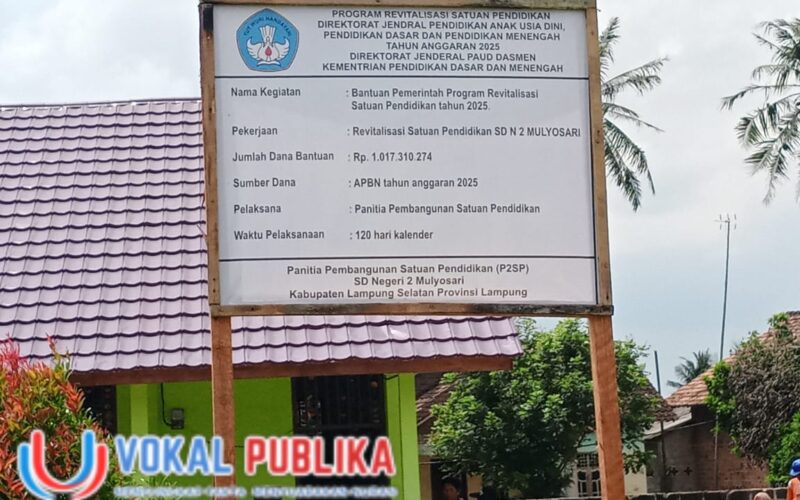 TUT WURI HANDAYANI
PROGRAM REVITALISASI SATUAN PENDIDIKAN
DIREKTORAT JENDRAL PENDIDIKAN ANAK USIA DINI,
PENDIDIKAN DASAR DAN PENDIDIKAN MENENGAH
TAHUN ANGGARAN 2025
DIREKTORAT JENDERAL PAUD DASMEN
KEMENTRIAN PENDIDIKAN DASAR DAN MENENGAH
Nama Kegiatan : Bantuan Pemerintah Program Revitalisasi
Satuan Pendidikan tahun 2025.
Pekerjaan : Revitalisasi Satuan Pendidikan SD N 2 MULYOSARI
Jumlah Dana Bantuan : Rp. 1.017.310.274
Sumber Dana : APBN tahun anggaran 2025
Pelaksana : Panitia Pembangunan Satuan Pendidikan
Waktu Pelaksanaan : 120 hari kalender
Panitia Pembangunan Satuan Pendidikan (P2SP)
SD Negeri 2 Mulyosari
Kabupaten Lampung Selatan Provinsi Lampung
VOKAL PUBLIKA